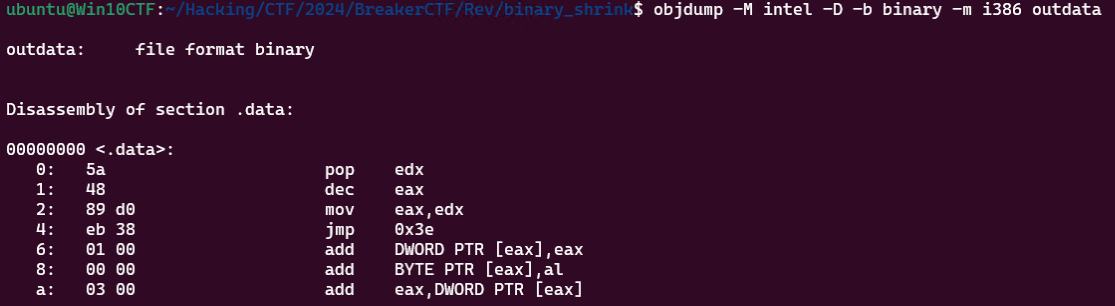 ubuntu@Win10CTF:~/Hacking/CTF/2024/BreakerCTF/Rev/binary_shrink$ objdump -M intel -D -b binary -m i386 outdata
outdata:     file format binary
Disassembly of section .data:
00000000 <.data>:
   0:   5a                      pop    edx
   1:   48                      dec    eax
   2:   89 d0                   mov    eax,edx
   4:   eb 38                   jmp    0x3e
   6:   01 00                   add    DWORD PTR [eax],eax
   8:   00 00                   add    BYTE PTR [eax],al
   a:   03 00                   add    eax,DWORD PTR [eax]